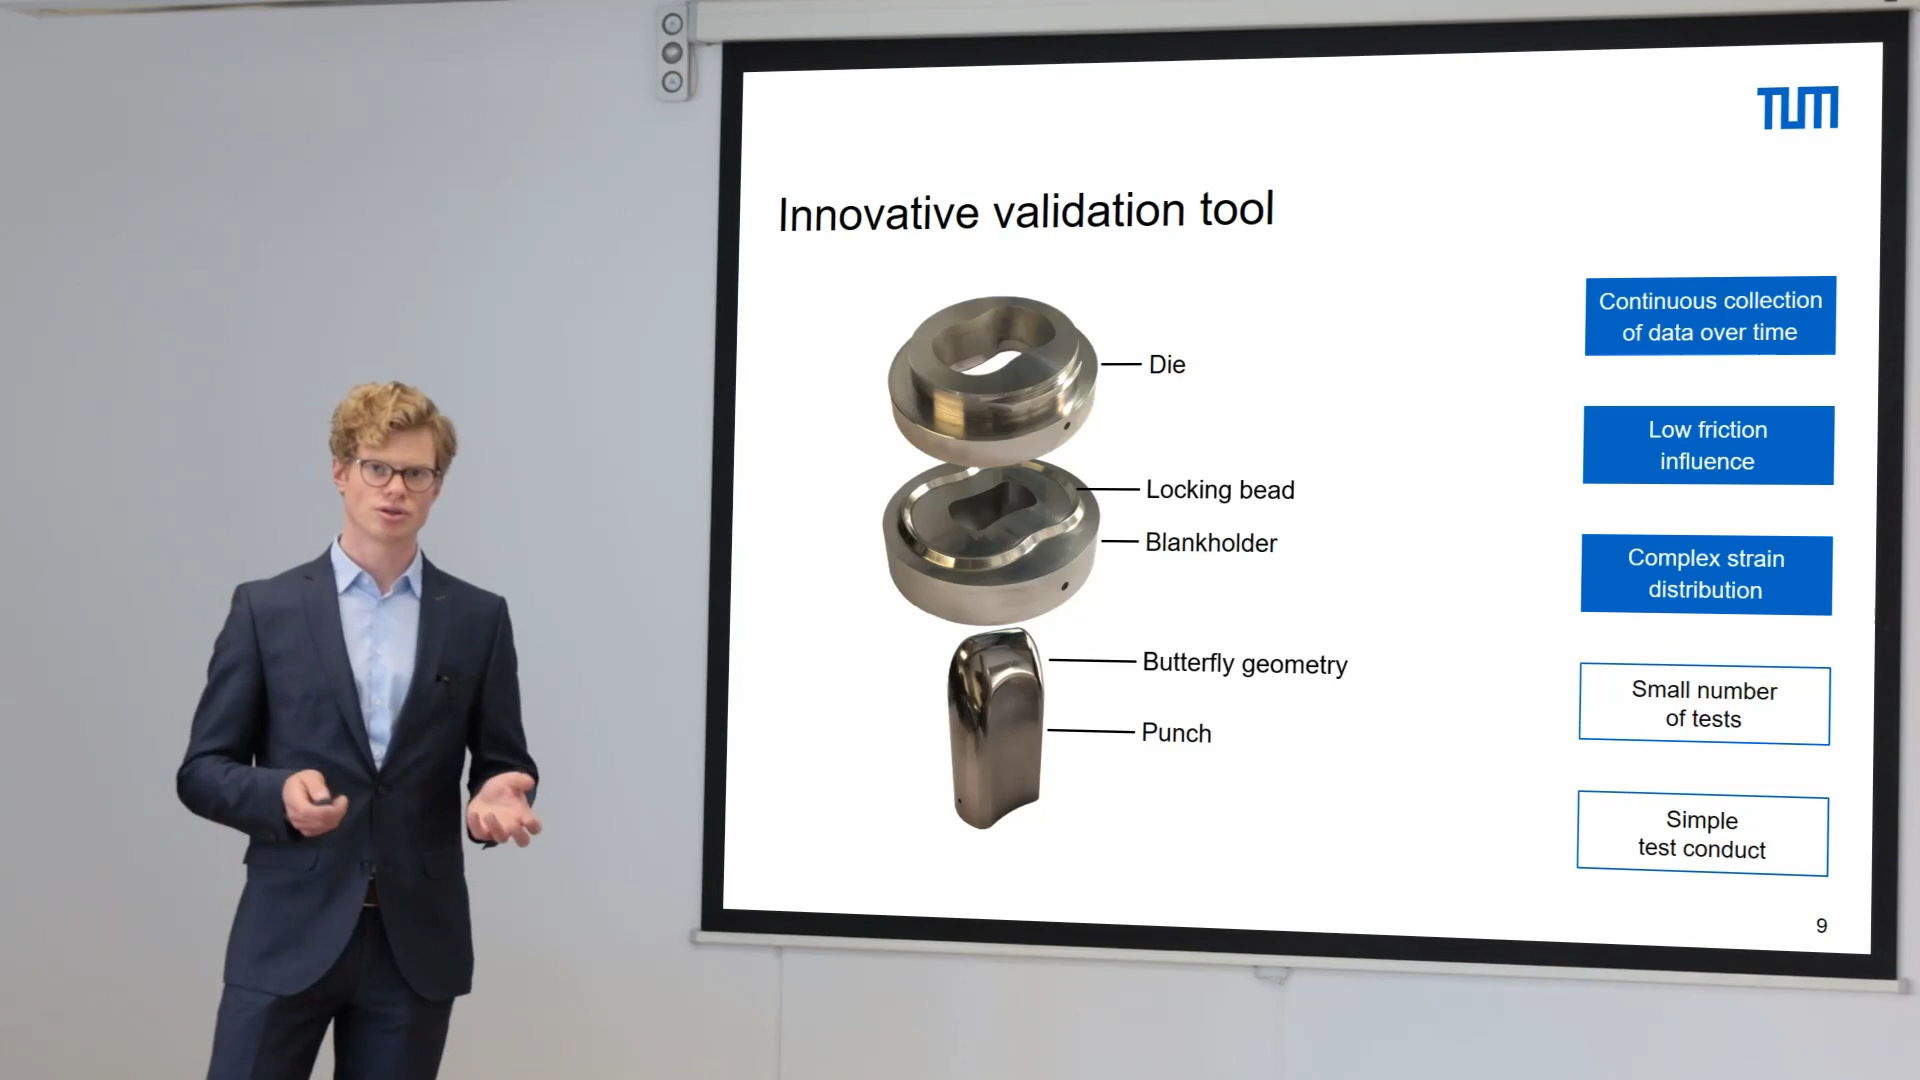 TUM
Innovative validation tool
Die
Locking bead
Blankholder
Butterfly geometry
Punch
Continuous collection
of data over time
Low friction
influence
Complex strain
distribution
Small number
of tests
Simple
test conduct
9